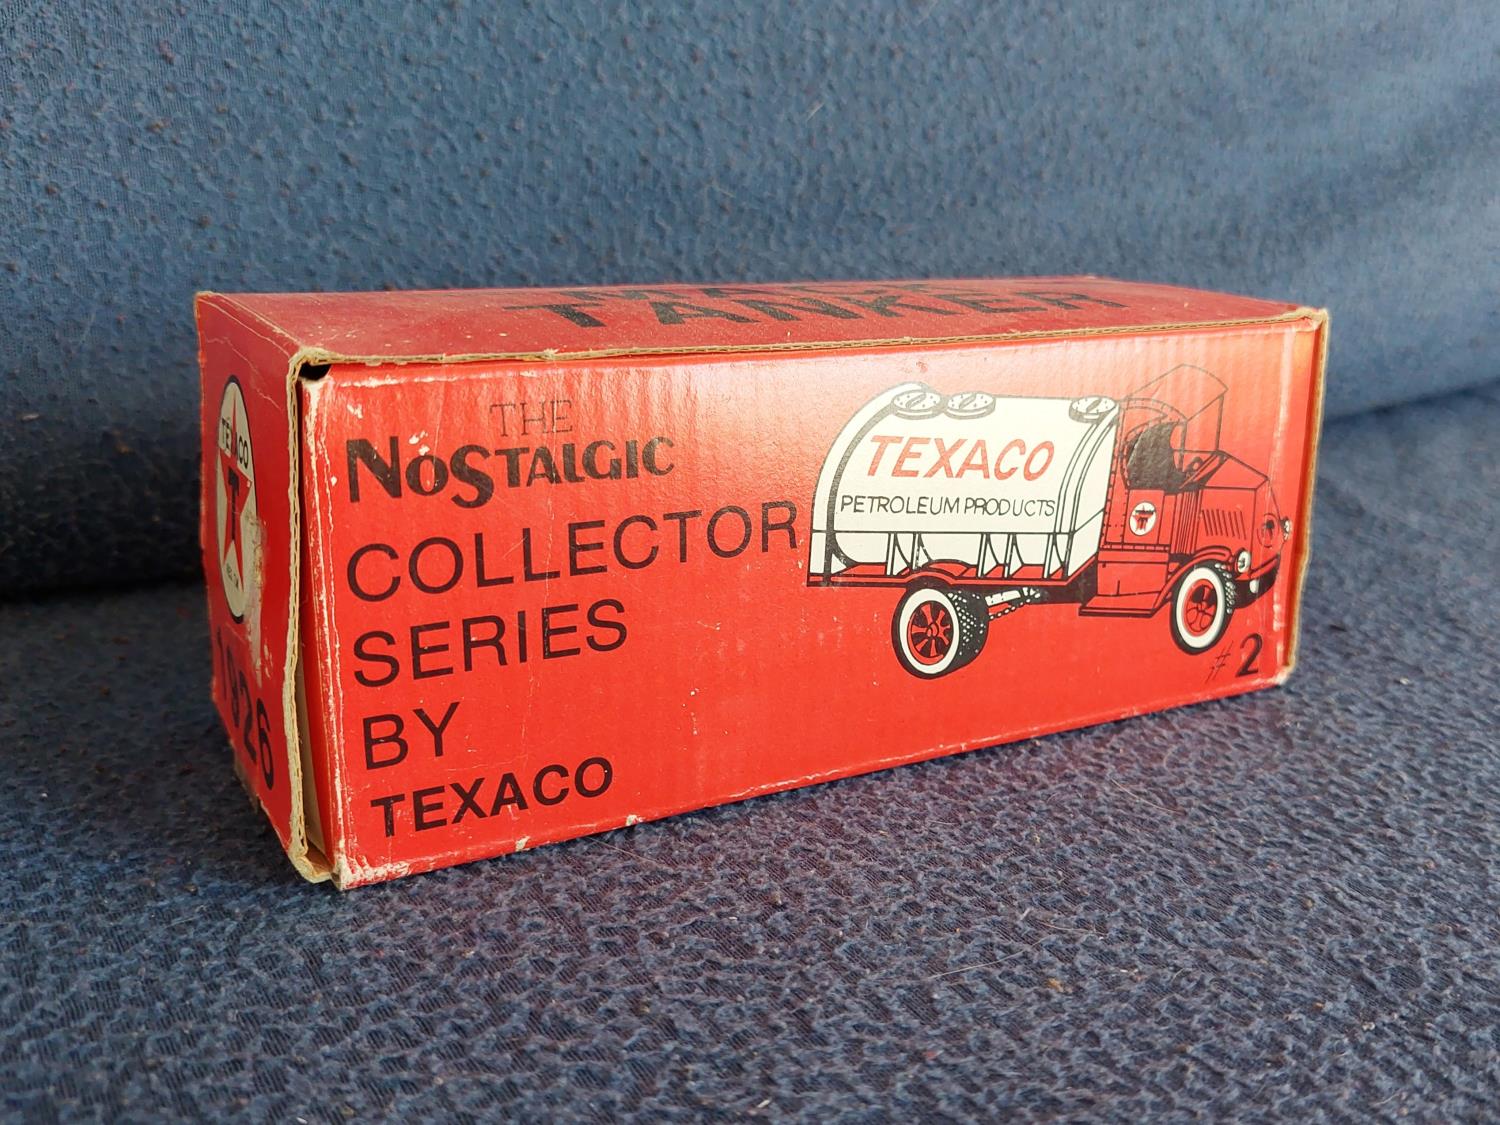 TANKER
THE
NOSTALGIC
COLLECTOR
SERIES
BY
TEXACO
TEXACO
PETROLEUM PRODUCTS
T
# 2
TEXACO
T
1926